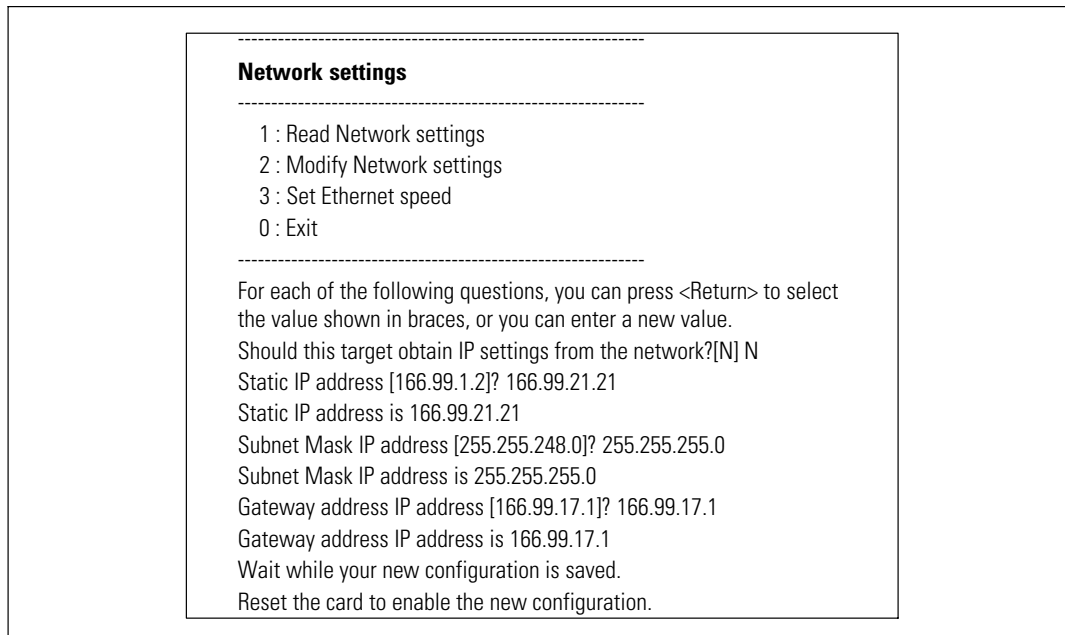 ------------------------------------------------------------
Network settings
------------------------------------------------------------
1 : Read Network settings
2 : Modify Network settings
3 : Set Ethernet speed
0 : Exit
------------------------------------------------------------
For each of the following questions, you can press <Return> to select
the value shown in braces, or you can enter a new value.
Should this target obtain IP settings from the network?[N] N
Static IP address [166.99.1.2]? 166.99.21.21
Static IP address is 166.99.21.21
Subnet Mask IP address [255.255.248.0]? 255.255.255.0
Subnet Mask IP address is 255.255.255.0
Gateway address IP address [166.99.17.1]? 166.99.17.1
Gateway address IP address is 166.99.17.1
Wait while your new configuration is saved.
Reset the card to enable the new configuration.